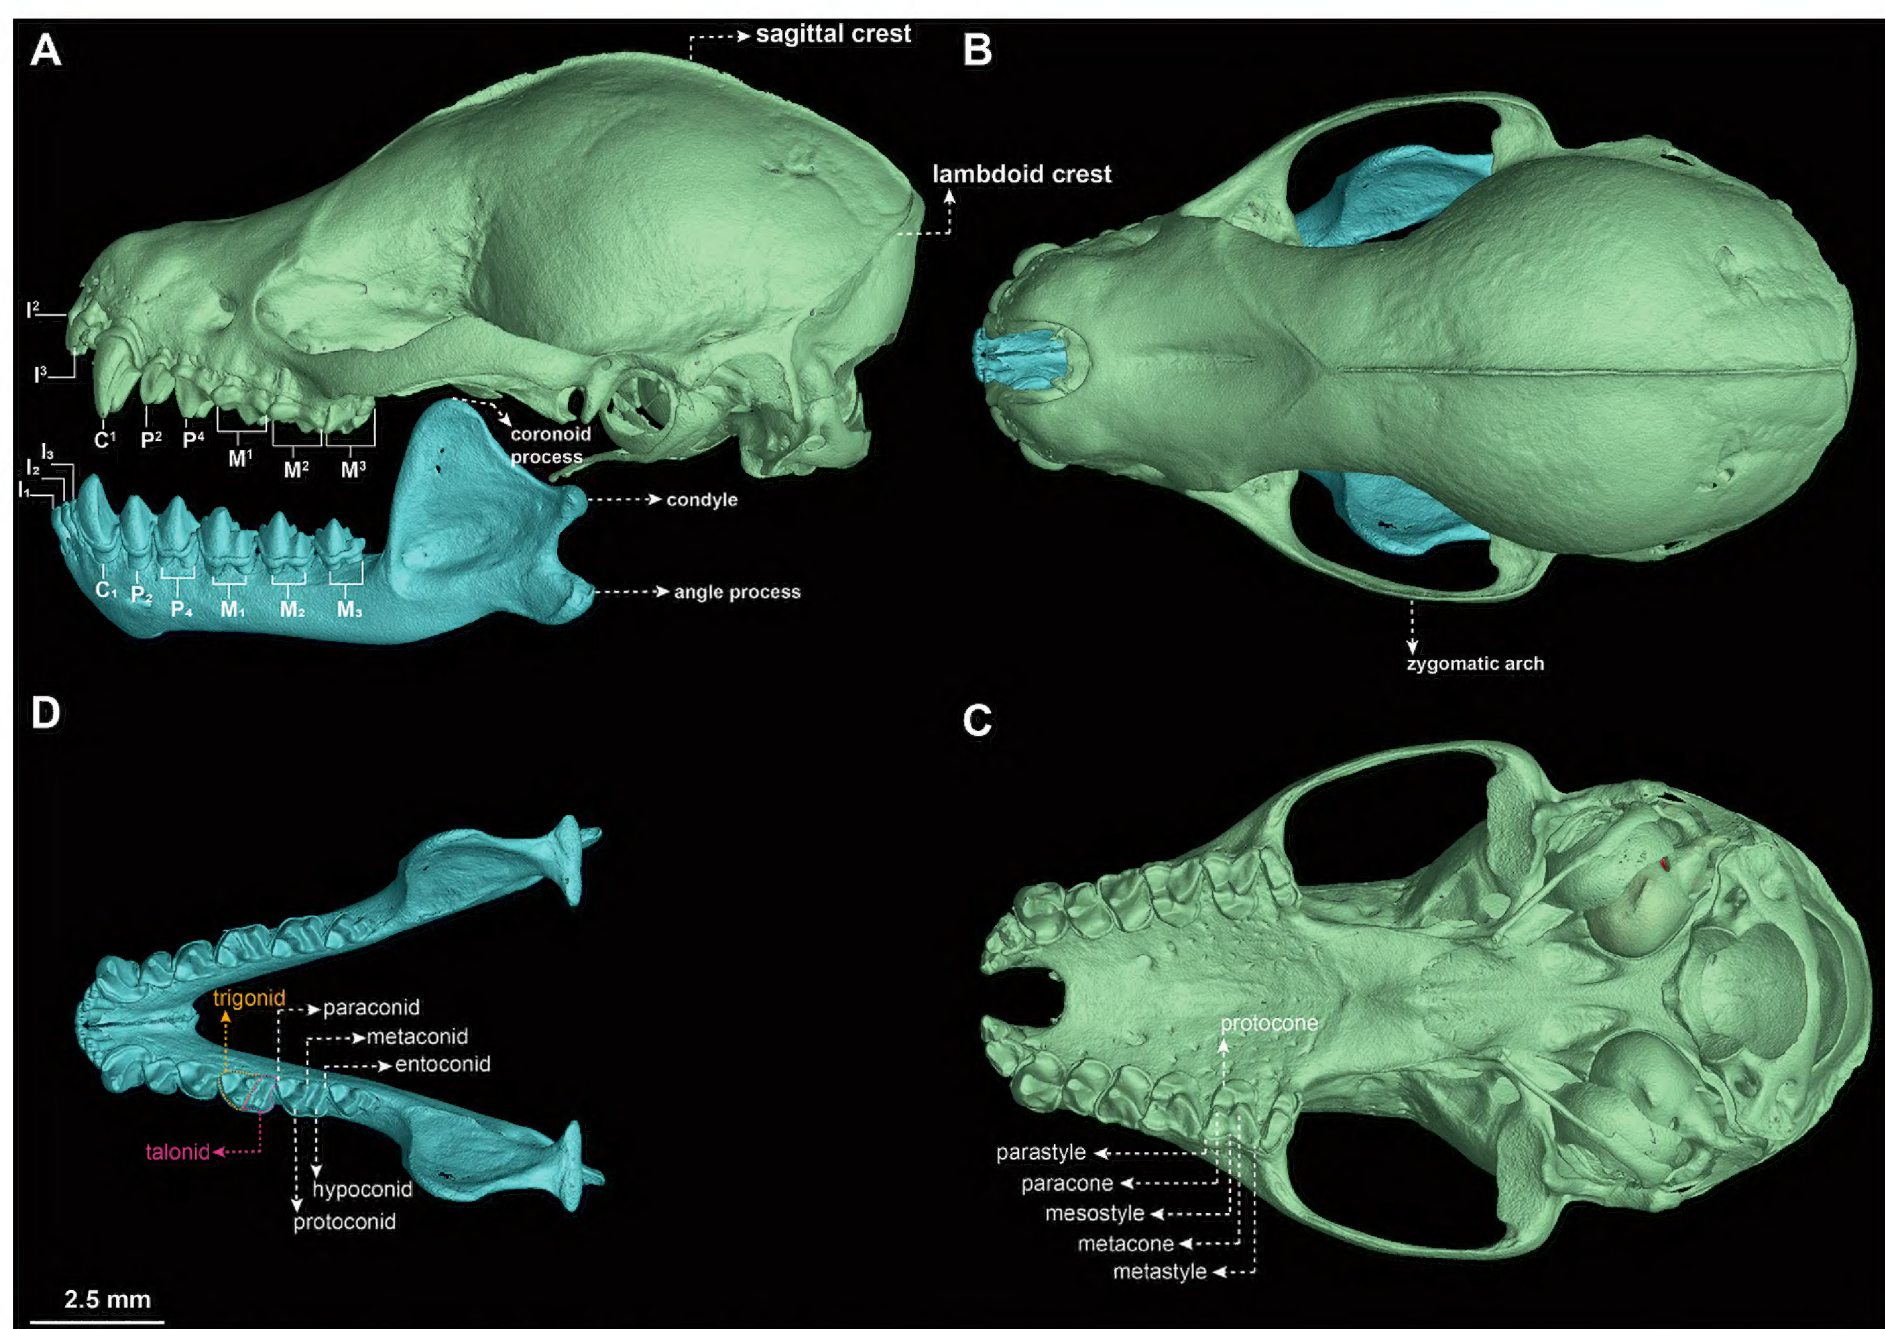 A
sagittal crest
B
lambdoid crest
I²
I³
C¹
P²
P⁴
M¹
M²
M³
coronoid
process
I₃
I₂
I₁
condyle
C₁
P₂
P₄
M₁
M₂
M₃
angle process
zygomatic arch
D
C
trigonid
paraconid
metaconid
entoconid
talonid
hypoconid
protoconid
protocone
parastyle
paracone
mesostyle
metacone
metastyle
2.5 mm